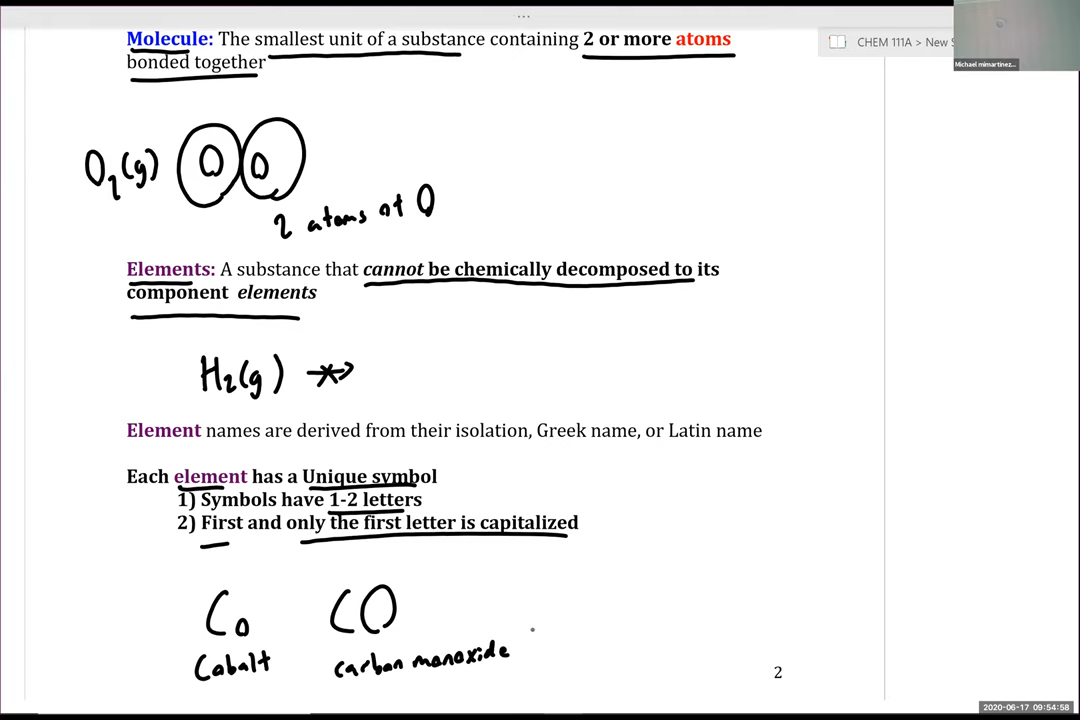 Molecule: The smallest unit of a substance containing 2 or more atoms
bonded together
CHEM 111A > New
Michael mimartinez...
O₂(g) O O
2 atoms of O
Elements: A substance that cannot be chemically decomposed to its
component elements
H₂(g)
Element names are derived from their isolation, Greek name, or Latin name
Each element has a Unique symbol
1) Symbols have 1-2 letters
2) First and only the first letter is capitalized
Co CO
Cobalt carbon monoxide
2
2020-06-17 09:54:58